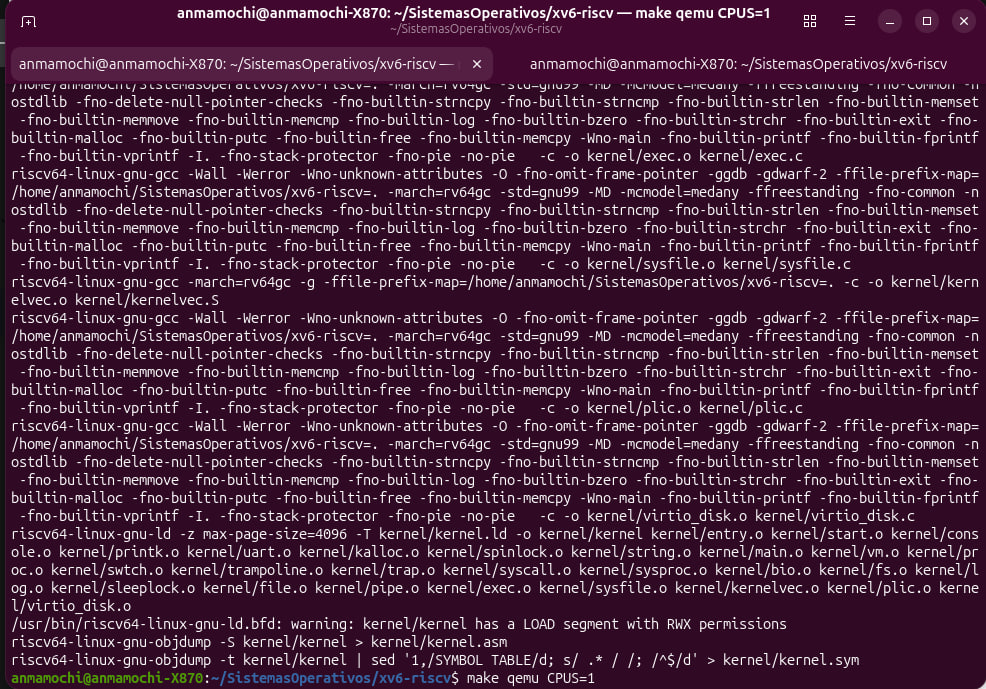 anmamochi@anmamochi-X870: ~/SistemasOperativos/xv6-riscv — make qemu CPUS=1
~/SistemasOperativos/xv6-riscv
anmamochi@anmamochi-X870: ~/SistemasOperativos/xv6-riscv —
anmamochi@anmamochi-X870: ~/SistemasOperativos/xv6-riscv
/home/anmamochi/SistemasOperativos/xv6-riscv=. -march=rv64gc -std=gnu99 -MD -mcmodel=medany -ffreestanding -fno-common -n
ostdlib -fno-delete-null-pointer-checks -fno-builtin-strncpy -fno-builtin-strncmp -fno-builtin-strlen -fno-builtin-memset
 -fno-builtin-memmove -fno-builtin-memcmp -fno-builtin-log -fno-builtin-bzero -fno-builtin-strchr -fno-builtin-exit -fno-
builtin-malloc -fno-builtin-putc -fno-builtin-free -fno-builtin-memcpy -Wno-main -fno-builtin-printf -fno-builtin-fprintf
 -fno-builtin-vprintf -I. -fno-stack-protector -fno-pie -no-pie   -c -o kernel/exec.o kernel/exec.c
riscv64-linux-gnu-gcc -Wall -Werror -Wno-unknown-attributes -O -fno-omit-frame-pointer -ggdb -gdwarf-2 -ffile-prefix-map=
/home/anmamochi/SistemasOperativos/xv6-riscv=. -march=rv64gc -std=gnu99 -MD -mcmodel=medany -ffreestanding -fno-common -n
ostdlib -fno-delete-null-pointer-checks -fno-builtin-strncpy -fno-builtin-strncmp -fno-builtin-strlen -fno-builtin-memset
 -fno-builtin-memmove -fno-builtin-memcmp -fno-builtin-log -fno-builtin-bzero -fno-builtin-strchr -fno-builtin-exit -fno-
builtin-malloc -fno-builtin-putc -fno-builtin-free -fno-builtin-memcpy -Wno-main -fno-builtin-printf -fno-builtin-fprintf
 -fno-builtin-vprintf -I. -fno-stack-protector -fno-pie -no-pie   -c -o kernel/sysfile.o kernel/sysfile.c
riscv64-linux-gnu-gcc -march=rv64gc -g -ffile-prefix-map=/home/anmamochi/SistemasOperativos/xv6-riscv=. -c -o kernel/kern
elvec.o kernel/kernelvec.S
riscv64-linux-gnu-gcc -Wall -Werror -Wno-unknown-attributes -O -fno-omit-frame-pointer -ggdb -gdwarf-2 -ffile-prefix-map=
/home/anmamochi/SistemasOperativos/xv6-riscv=. -march=rv64gc -std=gnu99 -MD -mcmodel=medany -ffreestanding -fno-common -n
ostdlib -fno-delete-null-pointer-checks -fno-builtin-strncpy -fno-builtin-strncmp -fno-builtin-strlen -fno-builtin-memset
 -fno-builtin-memmove -fno-builtin-memcmp -fno-builtin-log -fno-builtin-bzero -fno-builtin-strchr -fno-builtin-exit -fno-
builtin-malloc -fno-builtin-putc -fno-builtin-free -fno-builtin-memcpy -Wno-main -fno-builtin-printf -fno-builtin-fprintf
 -fno-builtin-vprintf -I. -fno-stack-protector -fno-pie -no-pie   -c -o kernel/plic.o kernel/plic.c
riscv64-linux-gnu-gcc -Wall -Werror -Wno-unknown-attributes -O -fno-omit-frame-pointer -ggdb -gdwarf-2 -ffile-prefix-map=
/home/anmamochi/SistemasOperativos/xv6-riscv=. -march=rv64gc -std=gnu99 -MD -mcmodel=medany -ffreestanding -fno-common -n
ostdlib -fno-delete-null-pointer-checks -fno-builtin-strncpy -fno-builtin-strncmp -fno-builtin-strlen -fno-builtin-memset
 -fno-builtin-memmove -fno-builtin-memcmp -fno-builtin-log -fno-builtin-bzero -fno-builtin-strchr -fno-builtin-exit -fno-
builtin-malloc -fno-builtin-putc -fno-builtin-free -fno-builtin-memcpy -Wno-main -fno-builtin-printf -fno-builtin-fprintf
 -fno-builtin-vprintf -I. -fno-stack-protector -fno-pie -no-pie   -c -o kernel/virtio_disk.o kernel/virtio_disk.c
riscv64-linux-gnu-ld -z max-page-size=4096 -T kernel/kernel.ld -o kernel/kernel kernel/entry.o kernel/start.o kernel/cons
ole.o kernel/printk.o kernel/uart.o kernel/kalloc.o kernel/spinlock.o kernel/string.o kernel/main.o kernel/vm.o kernel/pr
oc.o kernel/swtch.o kernel/trampoline.o kernel/trap.o kernel/syscall.o kernel/sysproc.o kernel/bio.o kernel/fs.o kernel/l
og.o kernel/sleeplock.o kernel/file.o kernel/pipe.o kernel/exec.o kernel/sysfile.o kernel/kernelvec.o kernel/plic.o kerne
l/virtio_disk.o
/usr/bin/riscv64-linux-gnu-ld.bfd: warning: kernel/kernel has a LOAD segment with RWX permissions
riscv64-linux-gnu-objdump -S kernel/kernel > kernel/kernel.asm
riscv64-linux-gnu-objdump -t kernel/kernel | sed '1,/SYMBOL TABLE/d; s/ .* / /; /^$/d' > kernel/kernel.sym
anmamochi@anmamochi-X870:~/SistemasOperativos/xv6-riscv$ make qemu CPUS=1